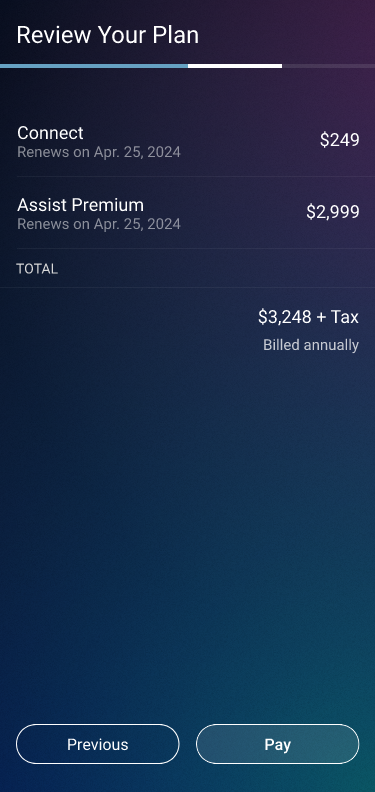 Review Your Plan
Connect
$249
Renews on Apr. 25, 2024
Assist Premium
$2,999
Renews on Apr. 25, 2024
TOTAL
$3,248 + Tax
Billed annually
Previous
Pay